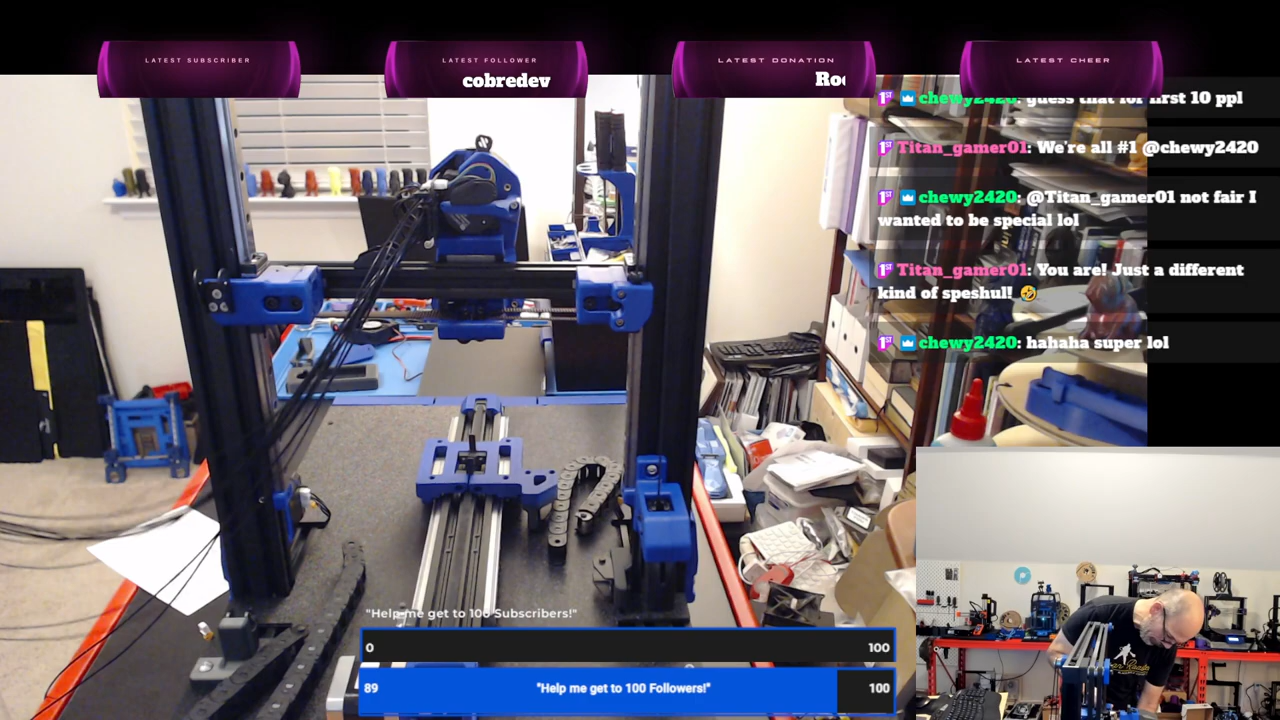 LATEST SUBSCRIBER
LATEST FOLLOWER
cobredev
LATEST DONATION
LATEST CHEER
chewy2420: guess that for first 10 ppl
Titan_gamer01: We're all #1 @chewy2420
chewy2420: @Titan_gamer01 not fair I
wanted to be special lol
Titan_gamer01: You are! Just a different
kind of speshul! 🤣
chewy2420: hahaha super lol
"Help me get to 100 Subscribers!"
0 100
89 "Help me get to 100 Followers!" 100